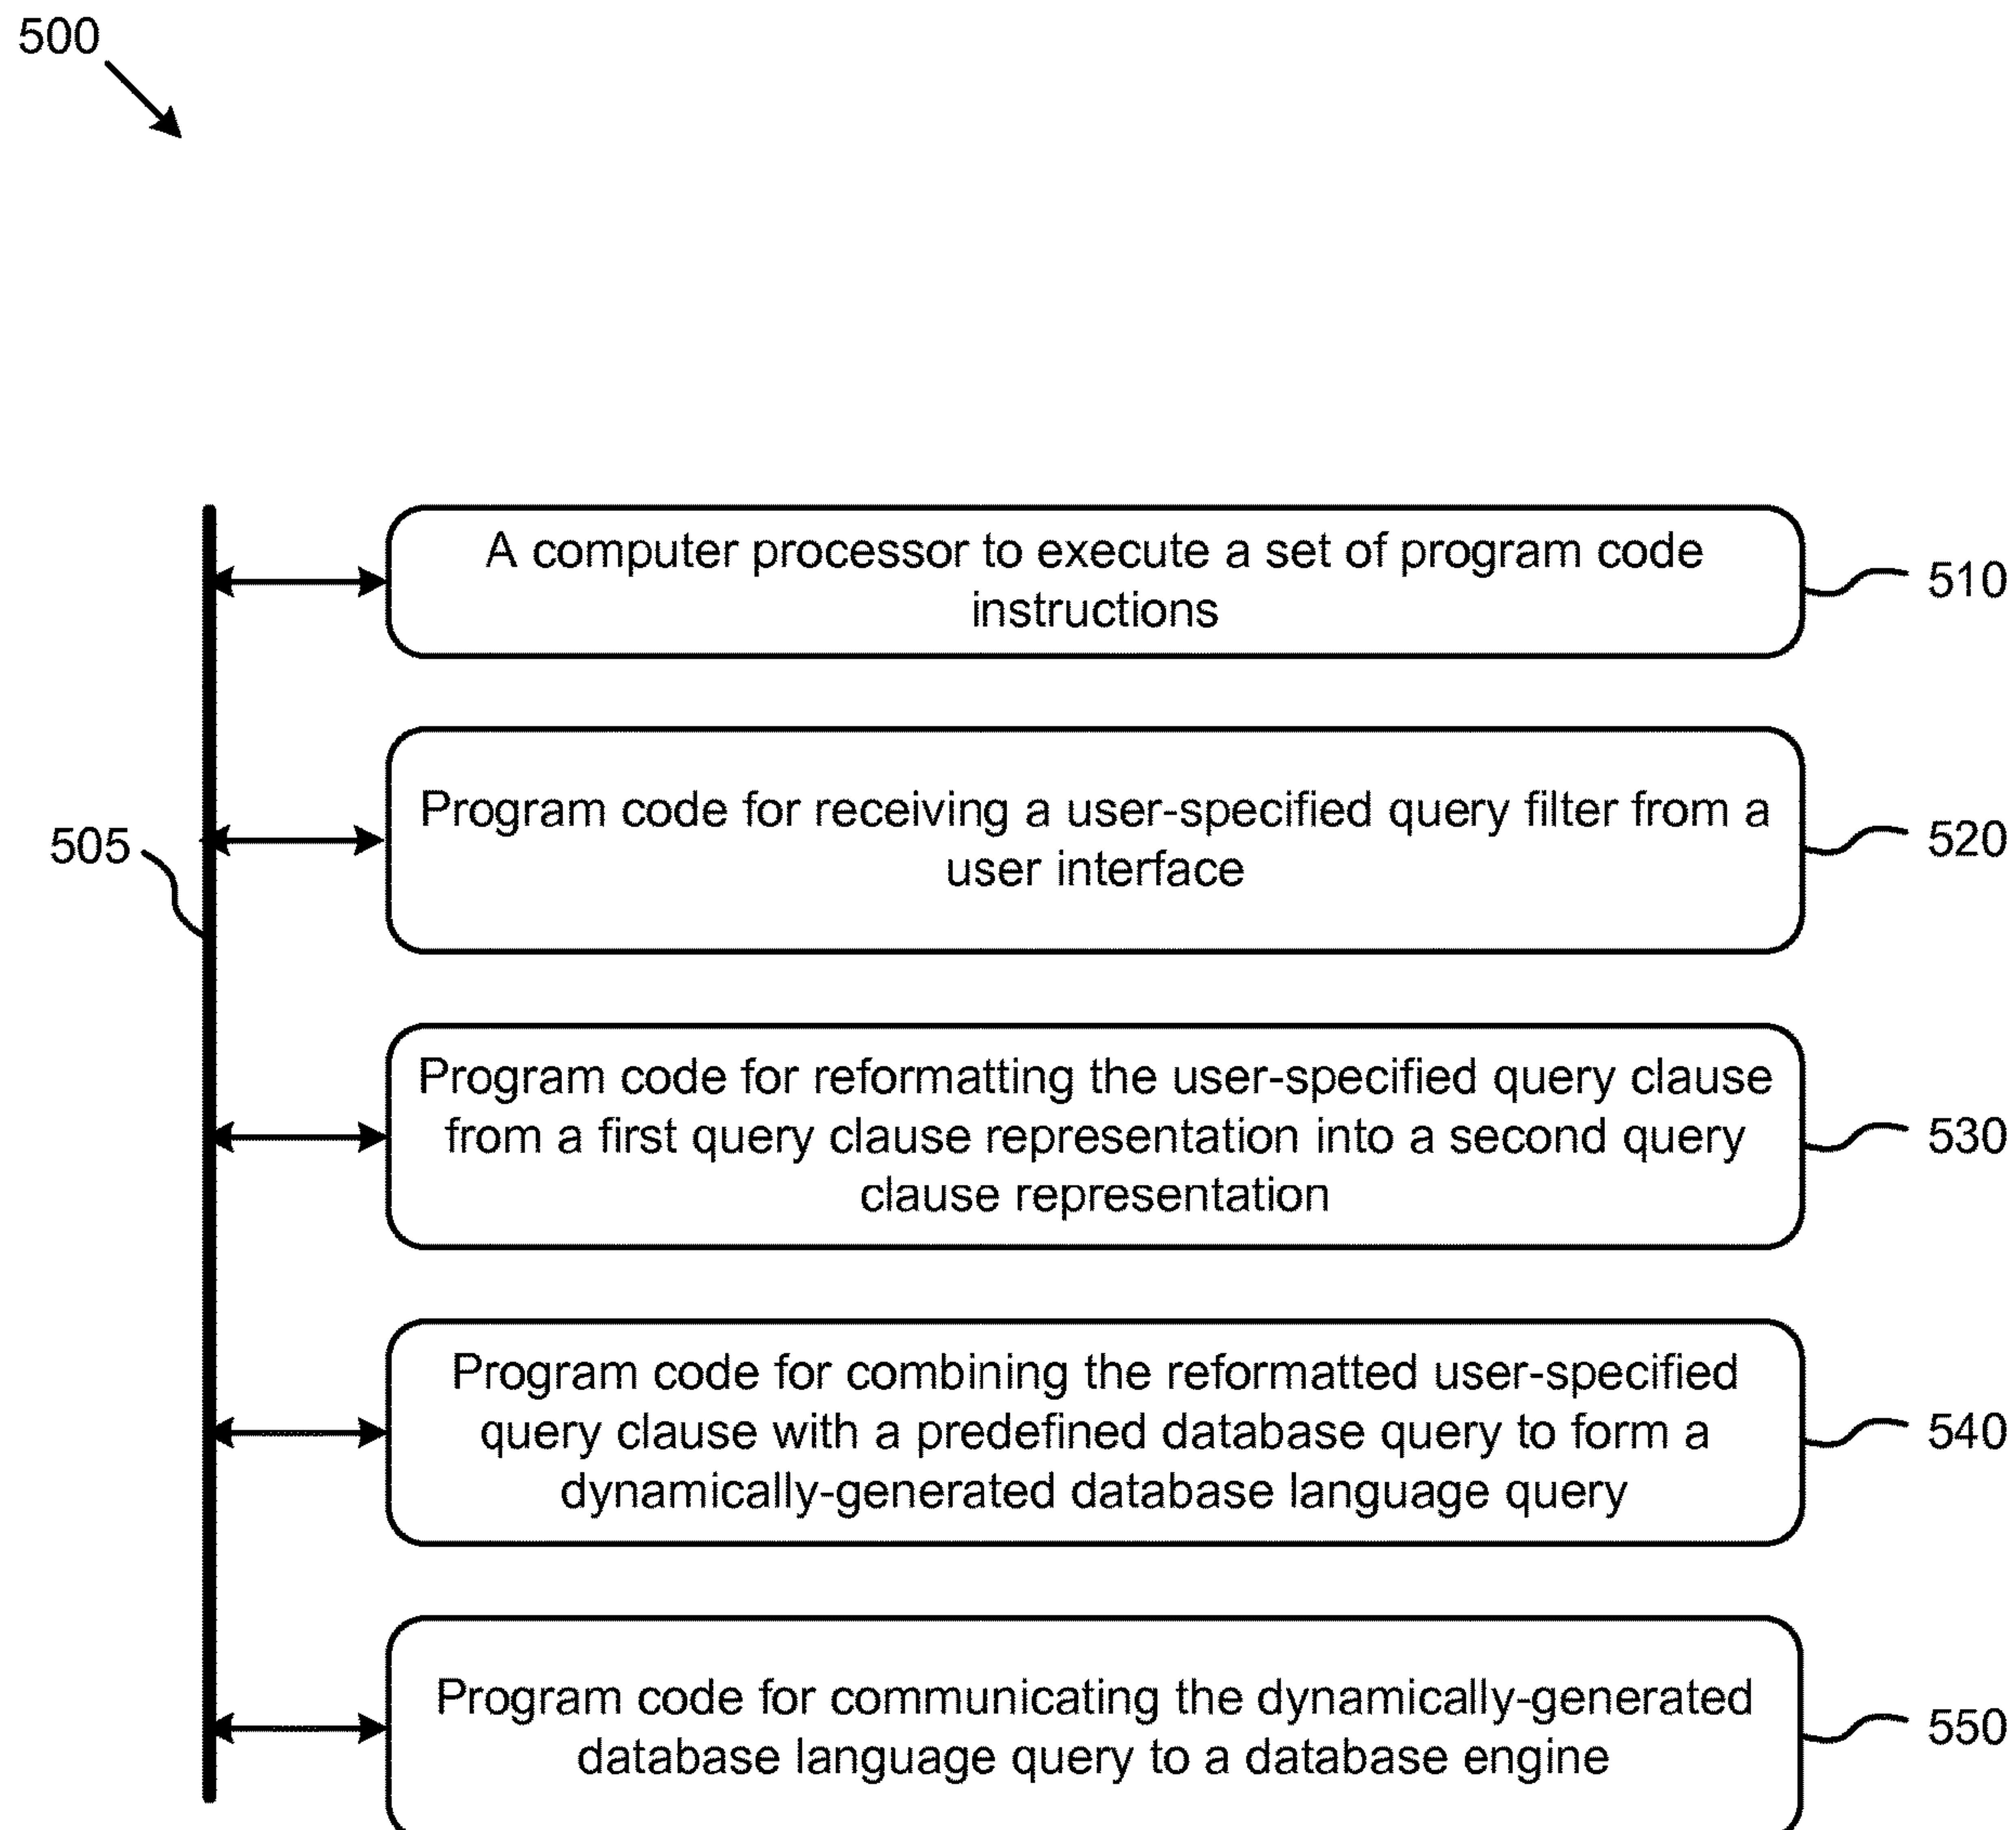 500
A computer processor to execute a set of program code
instructions
510
Program code for receiving a user-specified query filter from a
user interface
520
505
Program code for reformatting the user-specified query clause
from a first query clause representation into a second query
clause representation
530
Program code for combining the reformatted user-specified
query clause with a predefined database query to form a
dynamically-generated database language query
540
Program code for communicating the dynamically-generated
database language query to a database engine
550